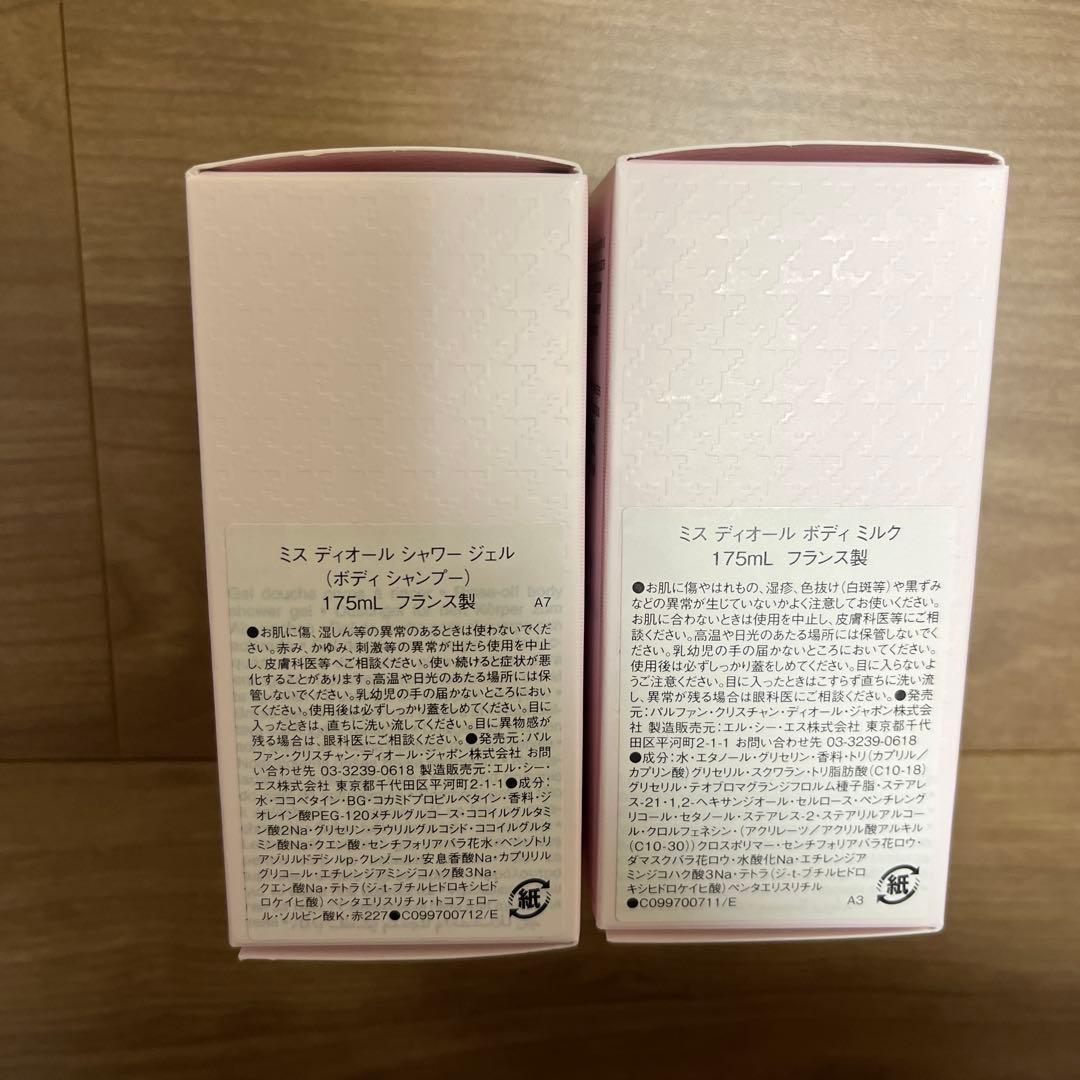 ミス ディオール シャワー ジェル
(ボディ シャンプー)
175mL フランス製 A7
●お肌に傷、湿しん等の異常のあるときは使わないでくだ
さい。赤み、かゆみ、刺激等の異常が出たら使用を中止
し、皮膚科医等へご相談ください。使い続けると症状が悪
化することがあります。高温や日光のあたる場所には保
管しないでください。乳幼児の手の届かないところにおい
てください。使用後は必ずしっかり蓋をしめてください。目に
入ったときは、直ちに洗い流してください。目に異物感が
残る場合は、眼科医にご相談ください。●発売元:パル
ファン・クリスチャン・ディオール・ジャポン株式会社 お問
い合わせ先 03-3239-0618 製造販売元:エル・シー・
エス株式会社 東京都千代田区平河町2-1-1●成分:
水・ココベタイン・BG・コカミドプロピルベタイン・香料・ジ
オレイン酸PEG-120メチルグルコース・ココイルグルタミ
ン酸2Na・グリセリン・ラウリルグルコシド・ココイルグルタ
ミン酸Na・クエン酸・センチフォリアバラ花水・ベンゾトリ
アゾリルドデシルp-クレゾール・安息香酸Na・カプリリル
グリコール・エチレンジアミンジコハク酸3Na・
クエン酸Na・テトラ(ジ-t-ブチルヒドロキシヒド
ロケイヒ酸)ペンタエリスリチル・トコフェロー
ル・ソルビン酸K・赤227●C099700712/E
紙
ミス ディオール ボディ ミルク
175mL フランス製
●お肌に傷やはれもの、湿疹、色抜け(白斑等)や黒ずみ
などの異常が生じていないかよく注意してお使いください。
お肌に合わないときは使用を中止し、皮膚科医等にご相
談ください。高温や日光のあたる場所には保管しないでく
ださい。乳幼児の手の届かないところにおいてください。
使用後は必ずしっかり蓋をしめてください。目に入らないよ
うご注意ください。目に入ったときはこすらず直ちに洗い流
し、異常が残る場合は眼科医にご相談ください。●発売
元:パルファン・クリスチャン・ディオール・ジャポン株式会
社 製造販売元:エル・シー・エス株式会社 東京都千代
田区平河町2-1-1 お問い合わせ先 03-3239-0618
●成分:水・エタノール・グリセリン・香料・トリ(カプリル/
カプリン酸)グリセリル・スクワラン・トリ脂肪酸(C10-18)
グリセリル・テオブロマグランジフロルム種子脂・ステアレ
ス-21・1,2-ヘキサンジオール・セルロース・ペンチレング
リコール・セタノール・ステアレス-2・ステアリルアルコー
ル・クロルフェネシン・(アクリレーツ/アクリル酸アルキル
(C10-30))クロスポリマー・センチフォリアバラ花ロウ・
ダマスクバラ花ロウ・水酸化Na・エチレンジア
ミンジコハク酸3Na・テトラ(ジ-t-ブチルヒドロ
キシヒドロケイヒ酸)ペンタエリスリチル
●C099700711/E A3
紙